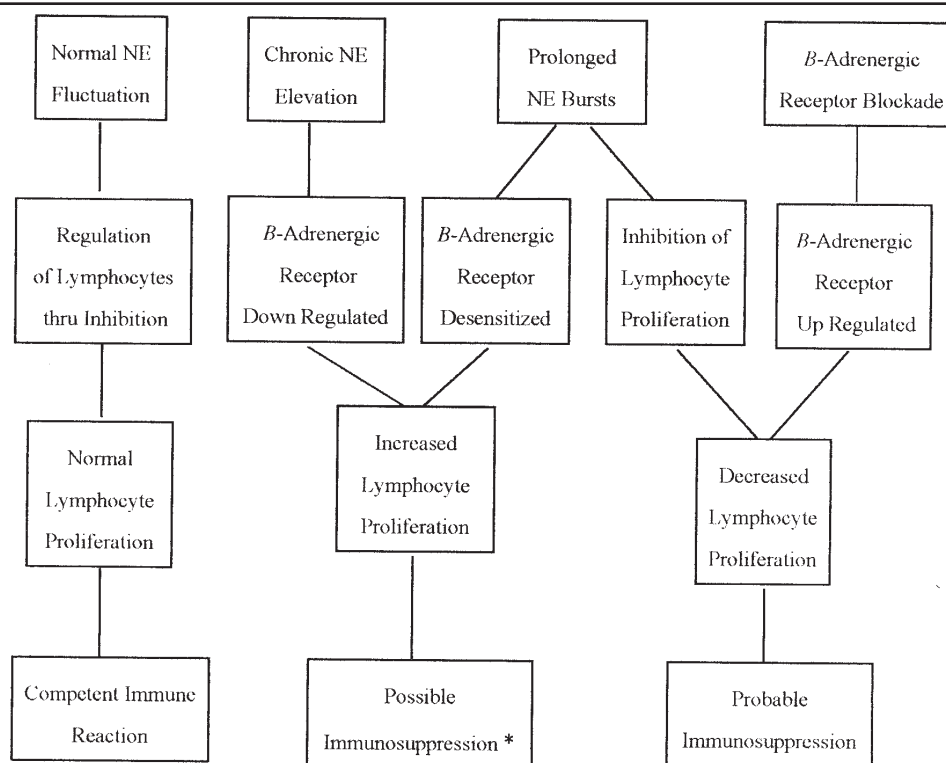 Normal NE
Fluctuation
Chronic NE
Elevation
Prolonged
NE Bursts
B-Adrenergic
Receptor Blockade
Regulation
of Lymphocytes
thru Inhibition
B-Adrenergic
Receptor
Down Regulated
B-Adrenergic
Receptor
Desensitized
Inhibition of
Lymphocyte
Proliferation
B-Adrenergic
Receptor
Up Regulated
Normal
Lymphocyte
Proliferation
Increased
Lymphocyte
Proliferation
Decreased
Lymphocyte
Proliferation
Competent Immune
Reaction
Possible
Immunosuppression *
Probable
Immunosuppression